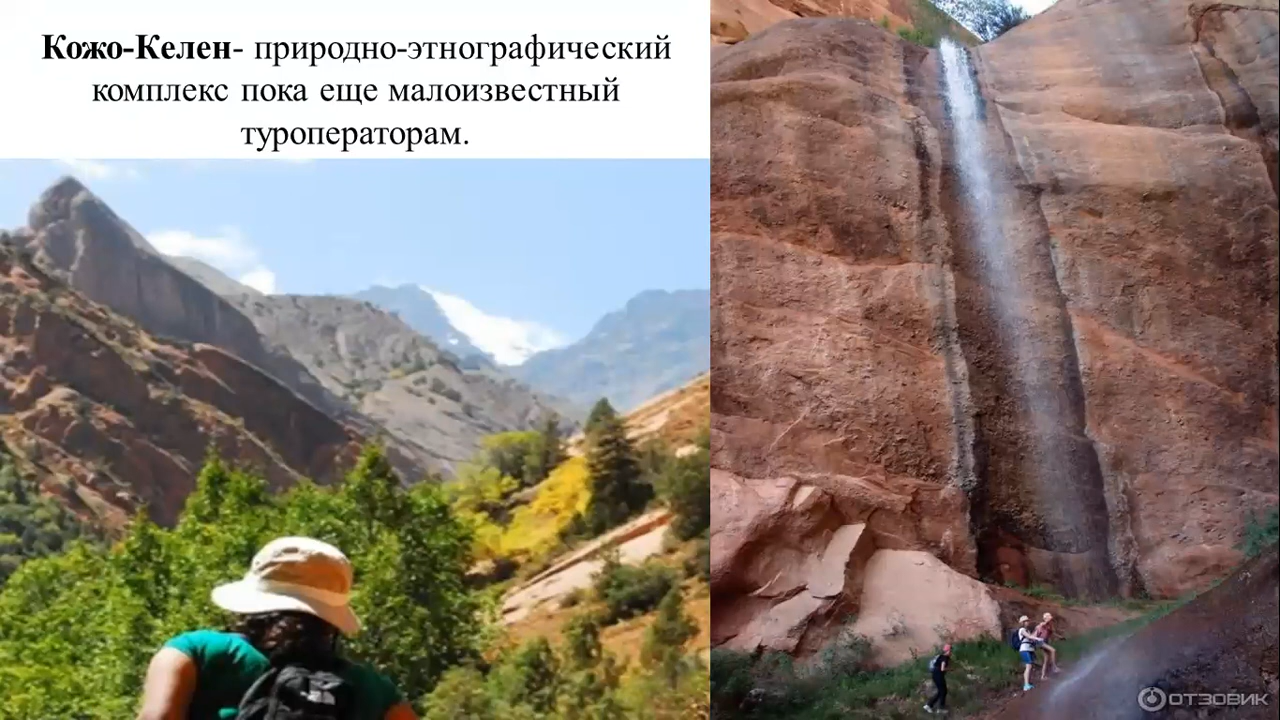 Кожо-Келен- природно-этнографический
комплекс пока еще малоизвестный
туроператорам.
ОТЗОВИК